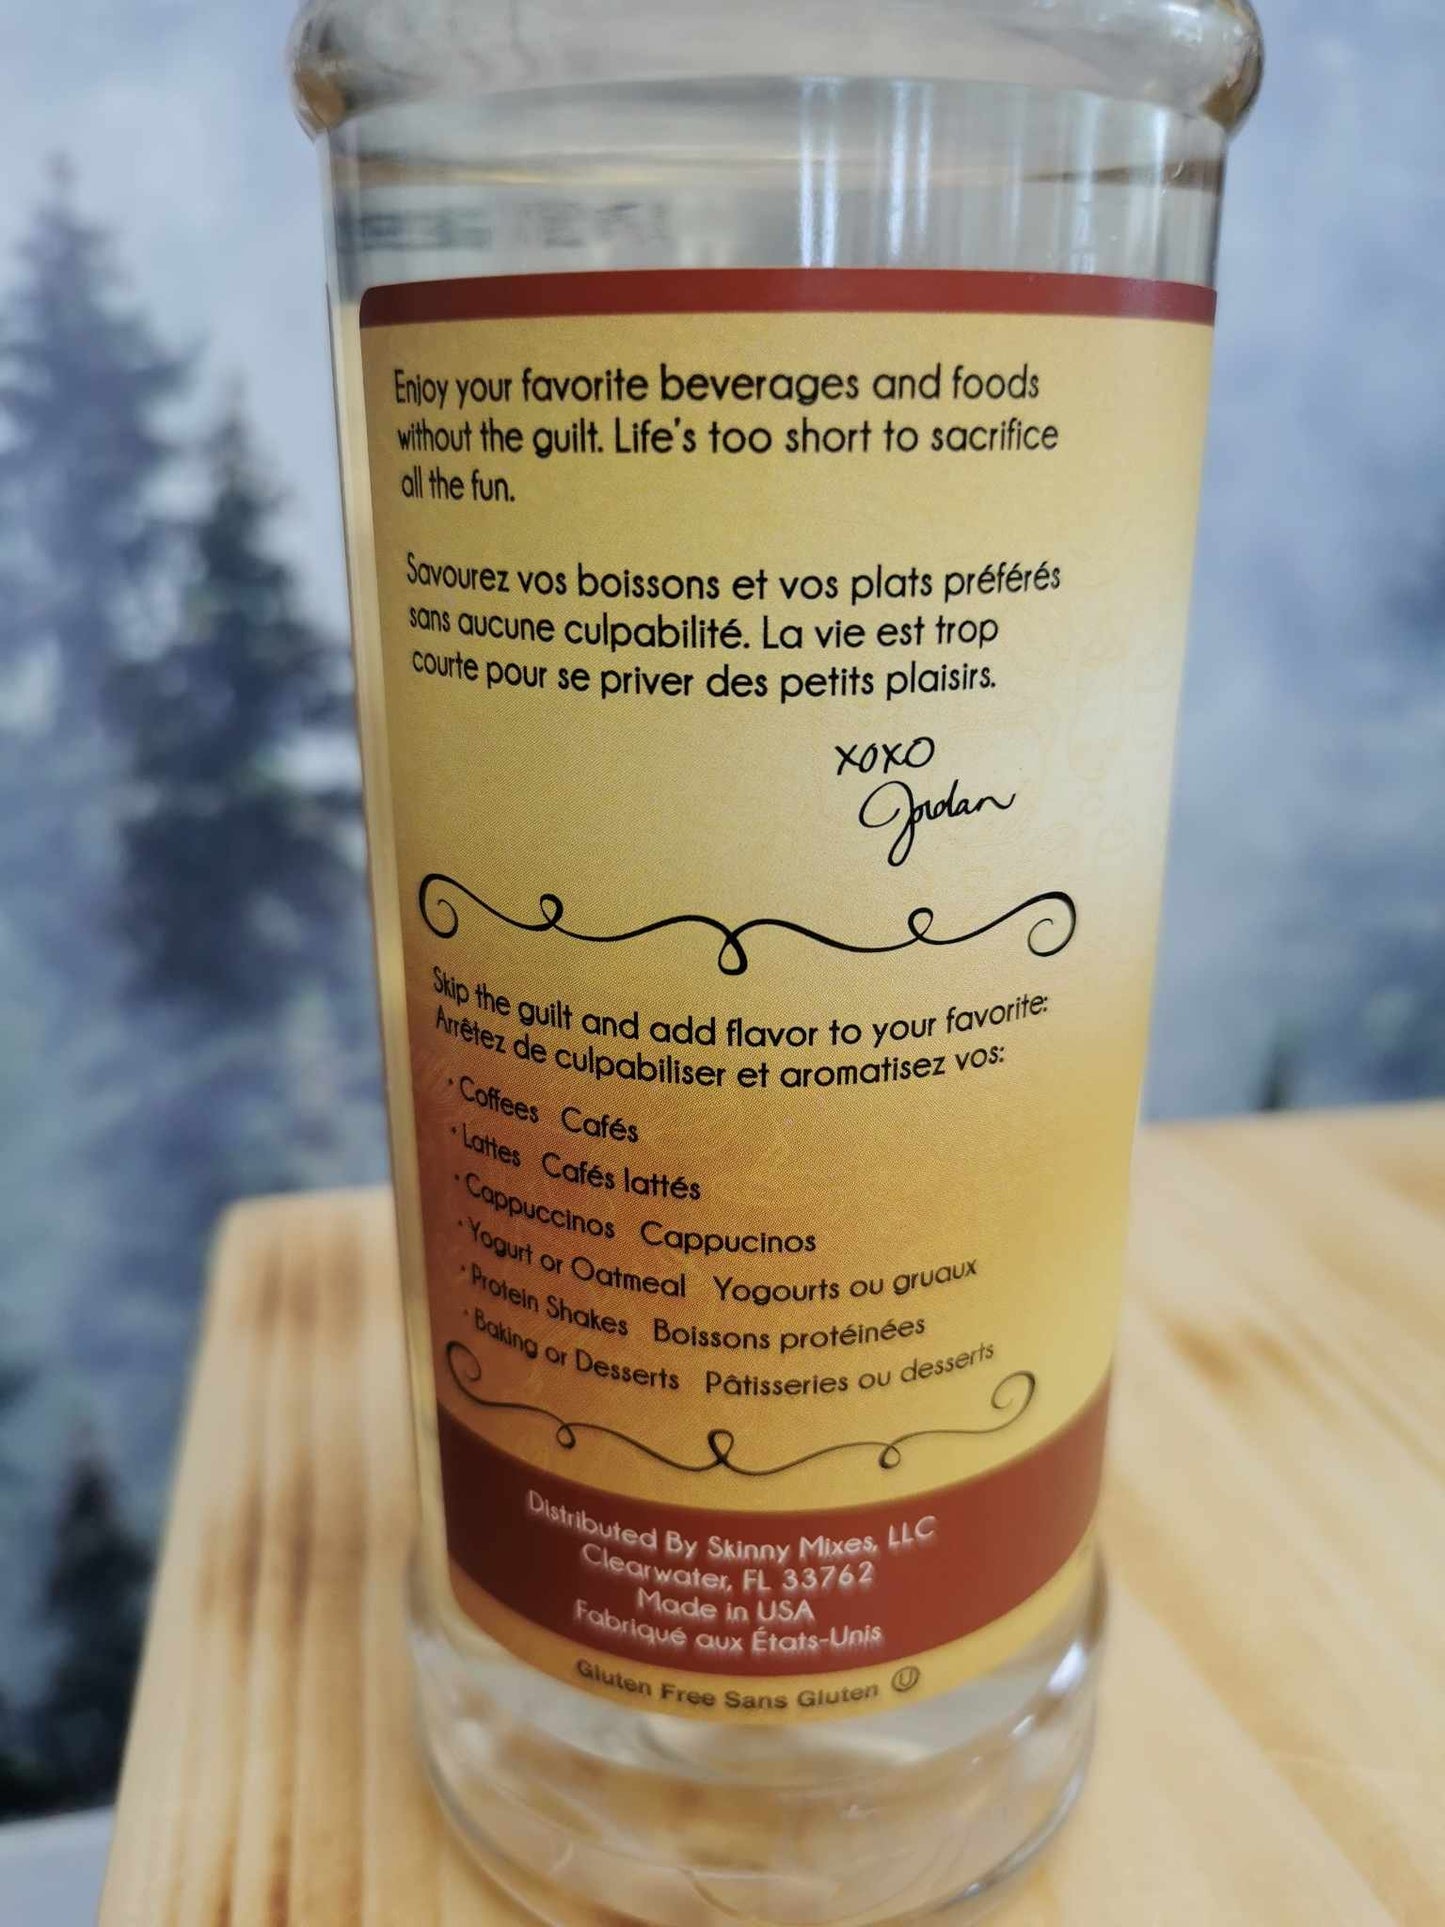 Enjoy your favorite beverages and foods
without the guilt. Life's too short to sacrifice
all the fun.
Savourez vos boissons et vos plats préférés
sans aucune culpabilité. La vie est trop
courte pour se priver des petits plaisirs.
xoxo
Jordan
Skip the guilt and add flavor to your favorite:
Arrêtez de culpabiliser et aromatisez vos:
· Coffees Cafés
· Lattes Cafés lattés
· Cappuccinos Cappucinos
· Yogurt or Oatmeal Yogourts ou gruaux
· Protein Shakes Boissons protéinées
· Baking or Desserts Pâtisseries ou desserts
Distributed By Skinny Mixes, LLC
Clearwater, FL 33762
Made in USA
Fabriqué aux États-Unis
Gluten Free Sans Gluten Ⓤ